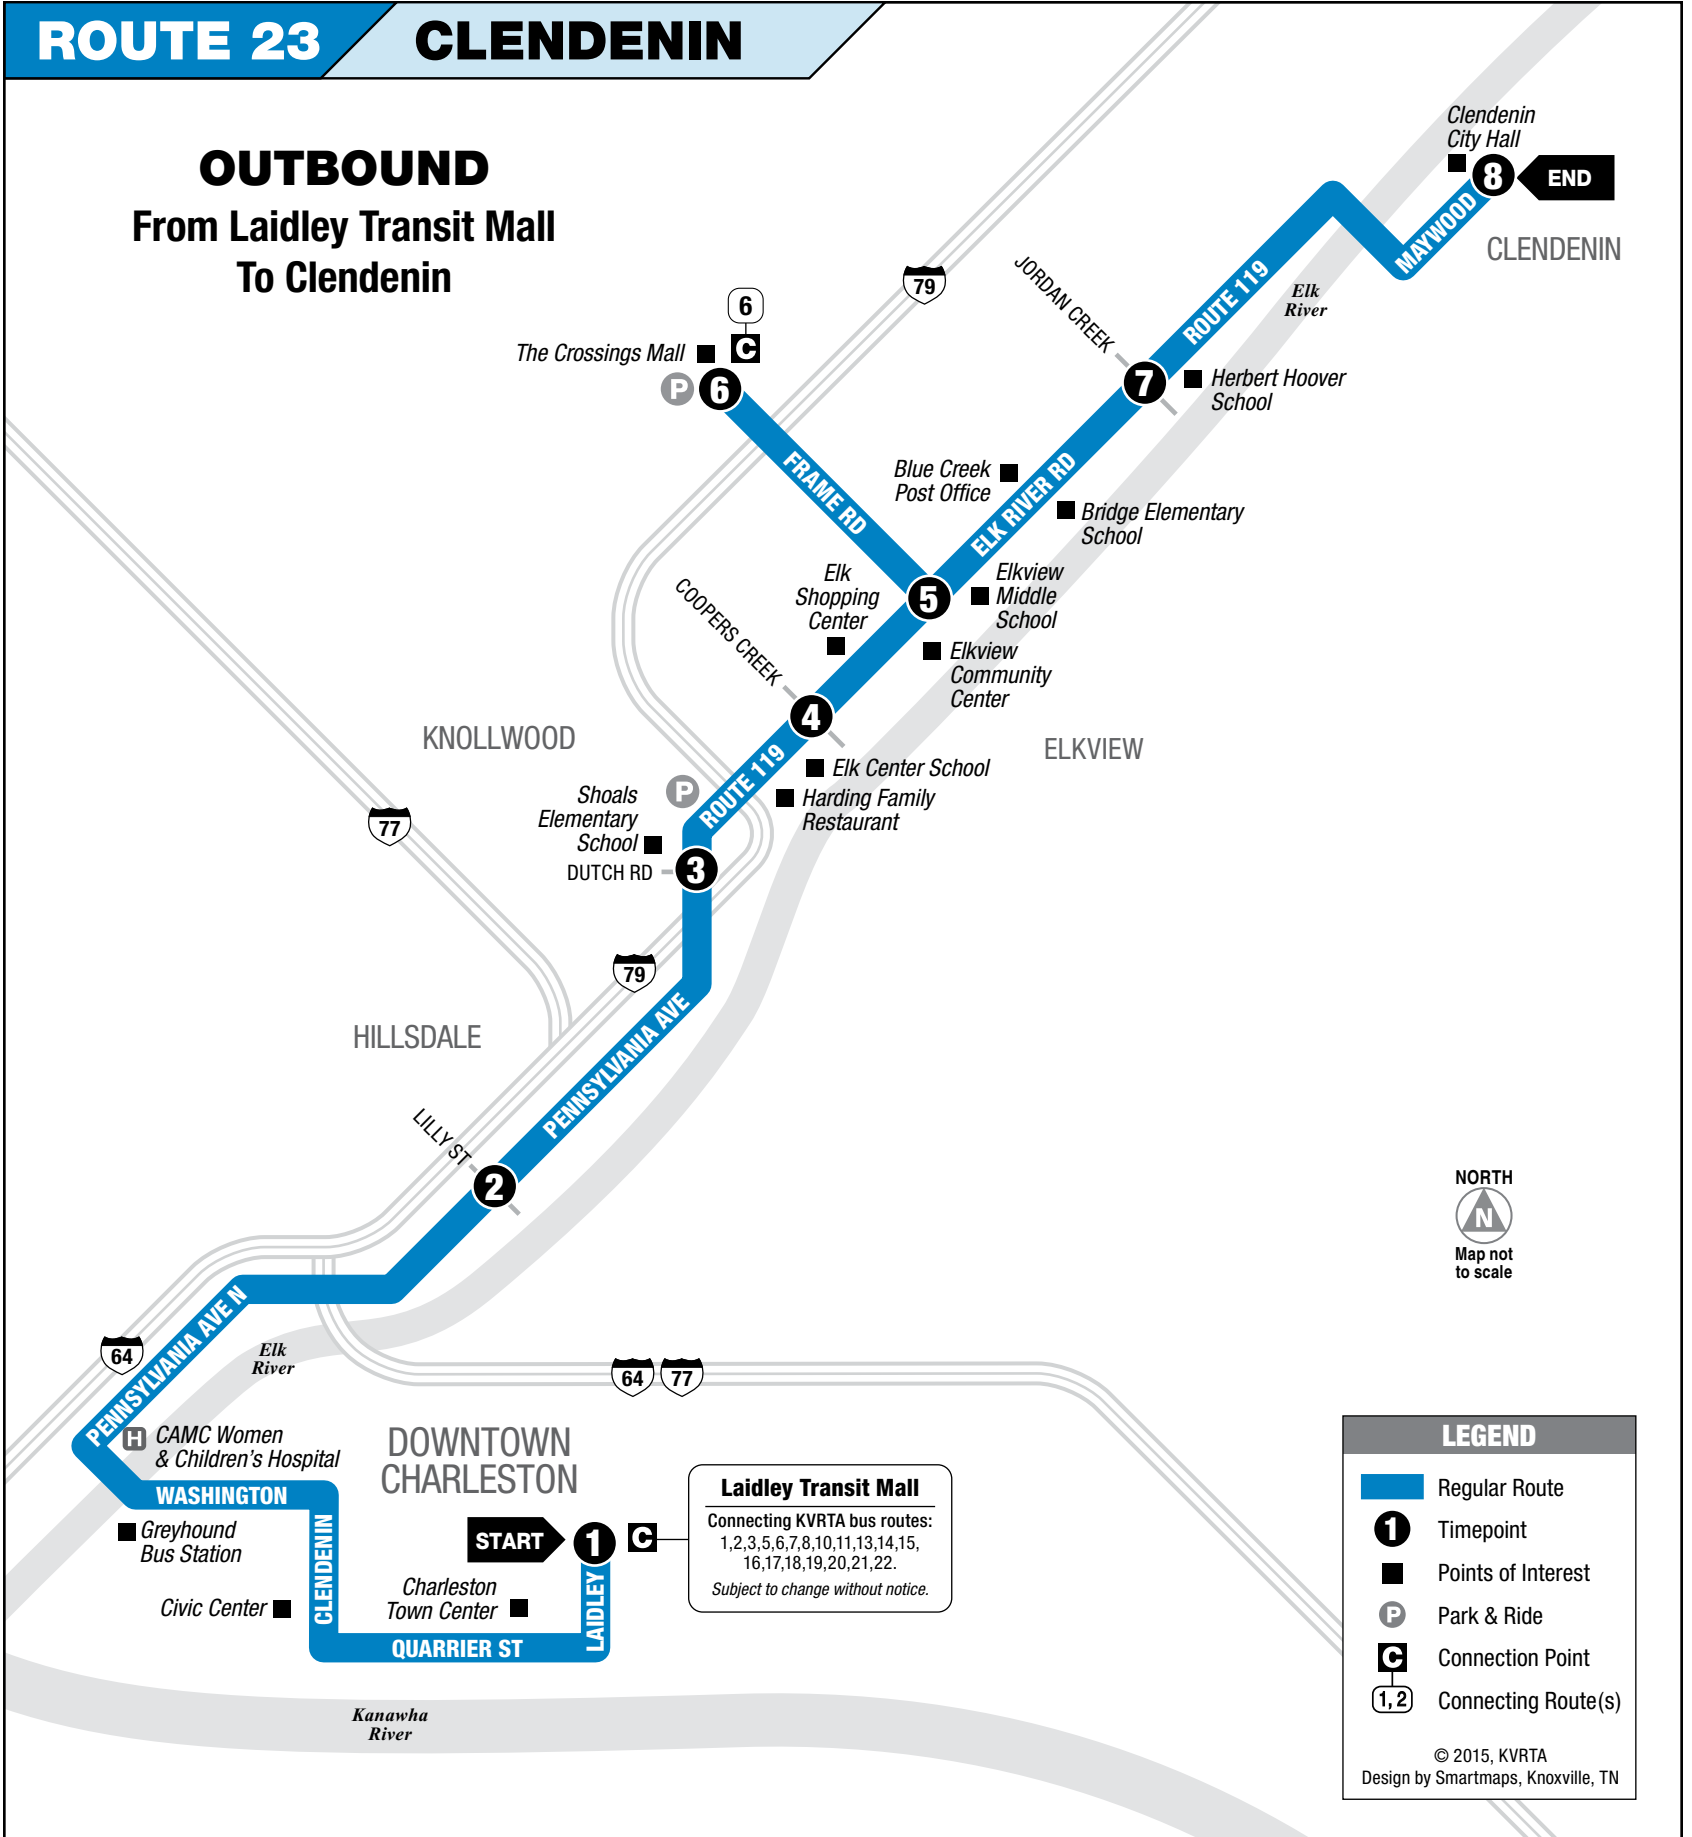 ROUTE 23
CLENDENIN
OUTBOUND
From Laidley Transit Mall
To Clendenin
Clendenin
City Hall
8
END
MAYWOOD
CLENDENIN
ROUTE 119
Elk
River
79
JORDAN CREEK
7
Herbert Hoover
School
6
C
The Crossings Mall
P
6
FRAME RD
Blue Creek
Post Office
ELK RIVER RD
Bridge Elementary
School
Elk
Shopping
Center
5
Elkview
Middle
School
COOPERS CREEK
Elkview
Community
Center
4
KNOLLWOOD
ELKVIEW
ROUTE 119
Elk Center School
P
Harding Family
Restaurant
Shoals
Elementary
School
77
DUTCH RD
3
79
PENNSYLVANIA AVE
HILLSDALE
LILLY ST
2
NORTH
N
Map not
to scale
PENNSYLVANIA AVE N
64
Elk
River
64
77
H
CAMC Women
& Children's Hospital
DOWNTOWN
CHARLESTON
WASHINGTON
Greyhound
Bus Station
CLENDENIN
Civic Center
START
1
C
Charleston
Town Center
LAIDLEY
QUARRIER ST
Laidley Transit Mall
Connecting KVRTA bus routes:
1,2,3,5,6,7,8,10,11,13,14,15,
16,17,18,19,20,21,22.
Subject to change without notice.
Kanawha
River
LEGEND
Regular Route
1 Timepoint
Points of Interest
P Park & Ride
C Connection Point
1,2 Connecting Route(s)
© 2015, KVRTA
Design by Smartmaps, Knoxville, TN